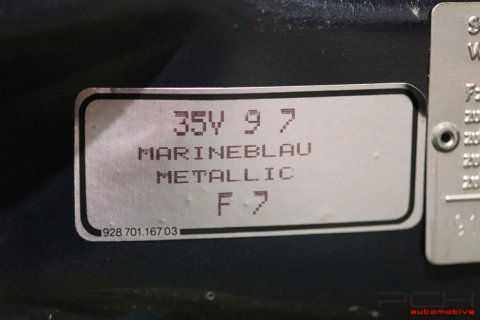 35V 9 7
MARINEBLAU
METALLIC
F 7
928.701.167.03
PCH
automotive